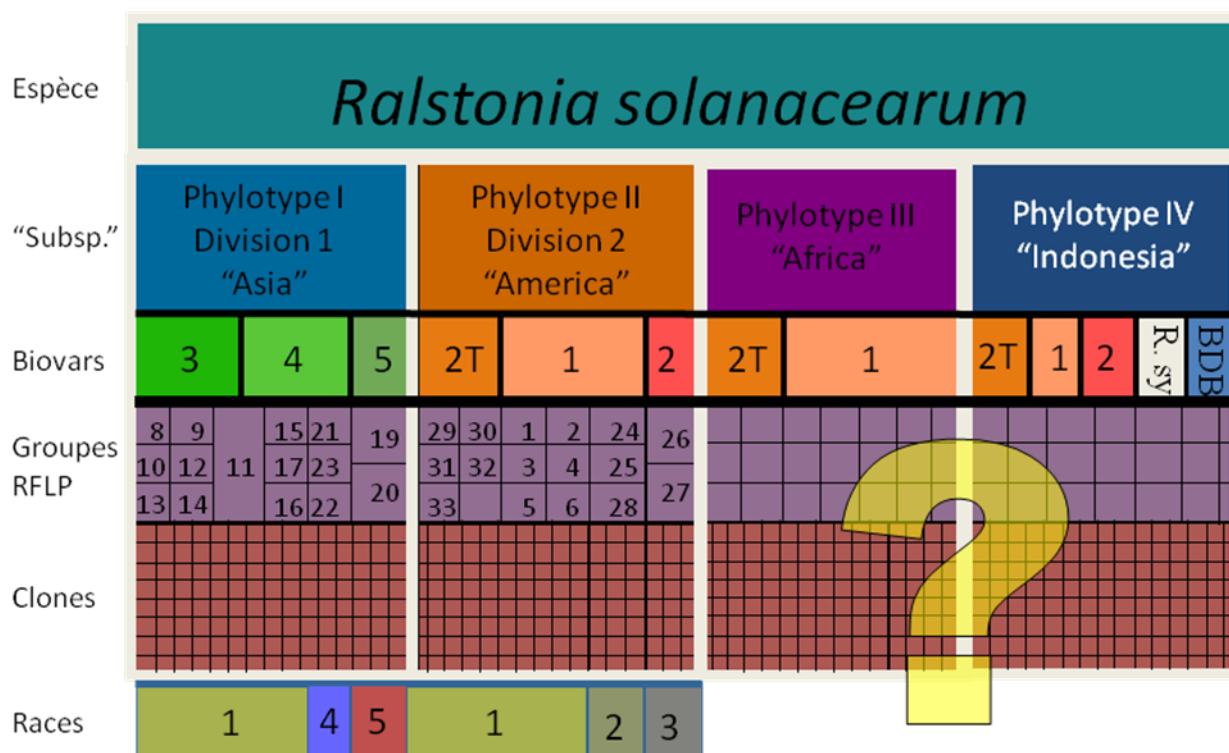 Espèce
Ralstonia solanacearum
“Subsp.”
Phylotype I
Division 1
“Asia”
Phylotype II
Division 2
“America”
Phylotype III
“Africa”
Phylotype IV
“Indonesia”
Biovars
3 4 5 2T 1 2 2T 1 2T 1 2 R. sy BDB
Groupes
RFLP
8 9 15 21 19 29 30 1 2 24 26
10 12 11 17 23 31 32 3 4 25
13 14 16 22 20 33 5 6 28 27
Clones
?
Races
1 4 5 1 2 3